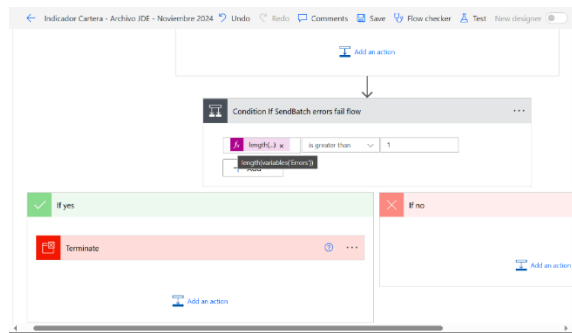 Indicador Cartera - Archivo JDE - Noviembre 2024 Undo Redo Comments Save Flow checker Test New designer
Add an action
Condition If SendBatch errors fail flow ...
fx length(...) x is greater than 1
length(variables('Errors'))
+ Add
If yes If no
Terminate ? ...
Add an action
Add an action